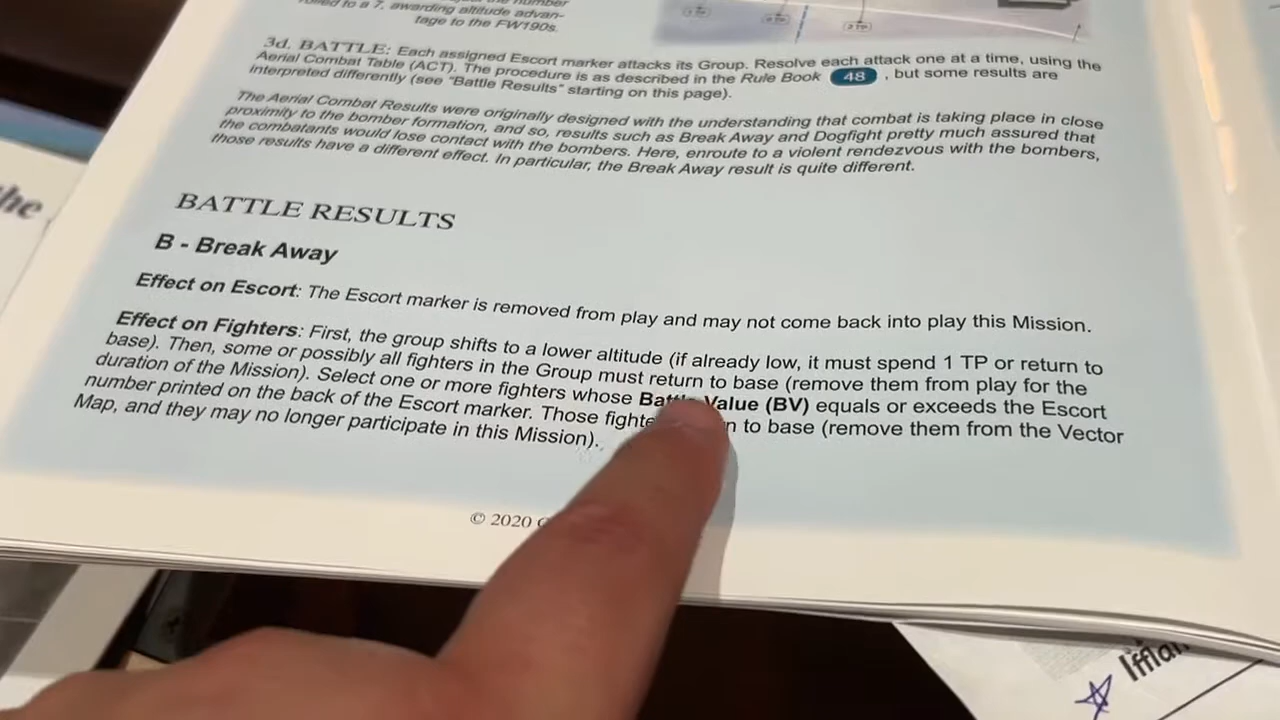 rolled to a 7, awarding altitude advan-
tage to the FW190s.
1 TP
2 TP
3d. BATTLE: Each assigned Escort marker attacks its Group. Resolve each attack one at a time, using the
Aerial Combat Table (ACT). The procedure is as described in the Rule Book 48 , but some results are
interpreted differently (see "Battle Results" starting on this page).
The Aerial Combat Results were originally designed with the understanding that combat is taking place in close
proximity to the bomber formation, and so, results such as Break Away and Dogfight pretty much assured that
the combatants would lose contact with the bombers. Here, enroute to a violent rendezvous with the bombers,
those results have a different effect. In particular, the Break Away result is quite different.
he
BATTLE RESULTS
B - Break Away
Effect on Escort: The Escort marker is removed from play and may not come back into play this Mission.
Effect on Fighters: First, the group shifts to a lower altitude (if already low, it must spend 1 TP or return to
base). Then, some or possibly all fighters in the Group must return to base (remove them from play for the
duration of the Mission). Select one or more fighters whose Battle Value (BV) equals or exceeds the Escort
number printed on the back of the Escort marker. Those to base (remove them from the Vector
Map, and they may no longer participate in this Mission).
© 2020